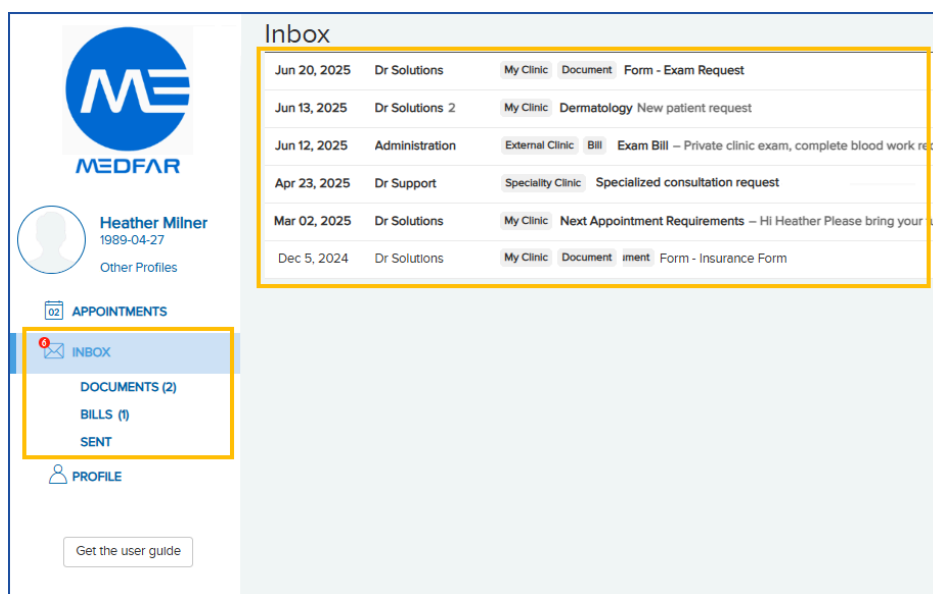 Inbox
Jun 20, 2025 Dr Solutions My Clinic Document Form - Exam Request
Jun 13, 2025 Dr Solutions 2 My Clinic Dermatology New patient request
Jun 12, 2025 Administration External Clinic Bill Exam Bill – Private clinic exam, complete blood work
Apr 23, 2025 Dr Support Speciality Clinic Specialized consultation request
Mar 02, 2025 Dr Solutions My Clinic Next Appointment Requirements – Hi Heather Please bring your
Dec 5, 2024 Dr Solutions My Clinic Document ument Form - Insurance Form
ME
MEDFAR
Heather Milner
1989-04-27
Other Profiles
02 APPOINTMENTS
6 INBOX
DOCUMENTS (2)
BILLS (1)
SENT
PROFILE
Get the user guide